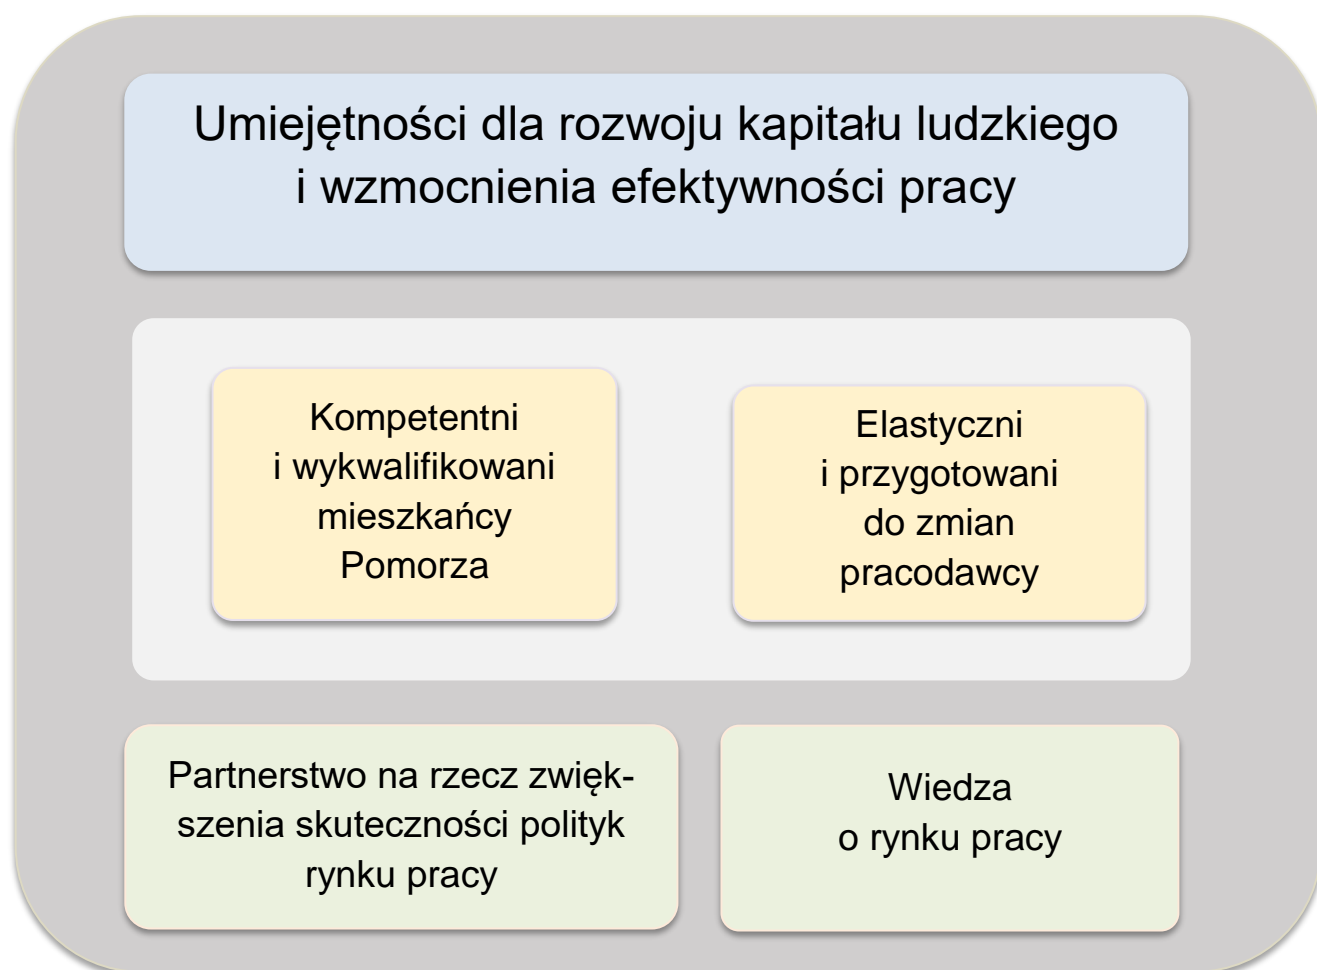 Umiejętności dla rozwoju kapitału ludzkiego
i wzmocnienia efektywności pracy
Kompetentni
i wykwalifikowani
mieszkańcy
Pomorza
Elastyczni
i przygotowani
do zmian
pracodawcy
Partnerstwo na rzecz zwięk-
szenia skuteczności polityk
rynku pracy
Wiedza
o rynku pracy